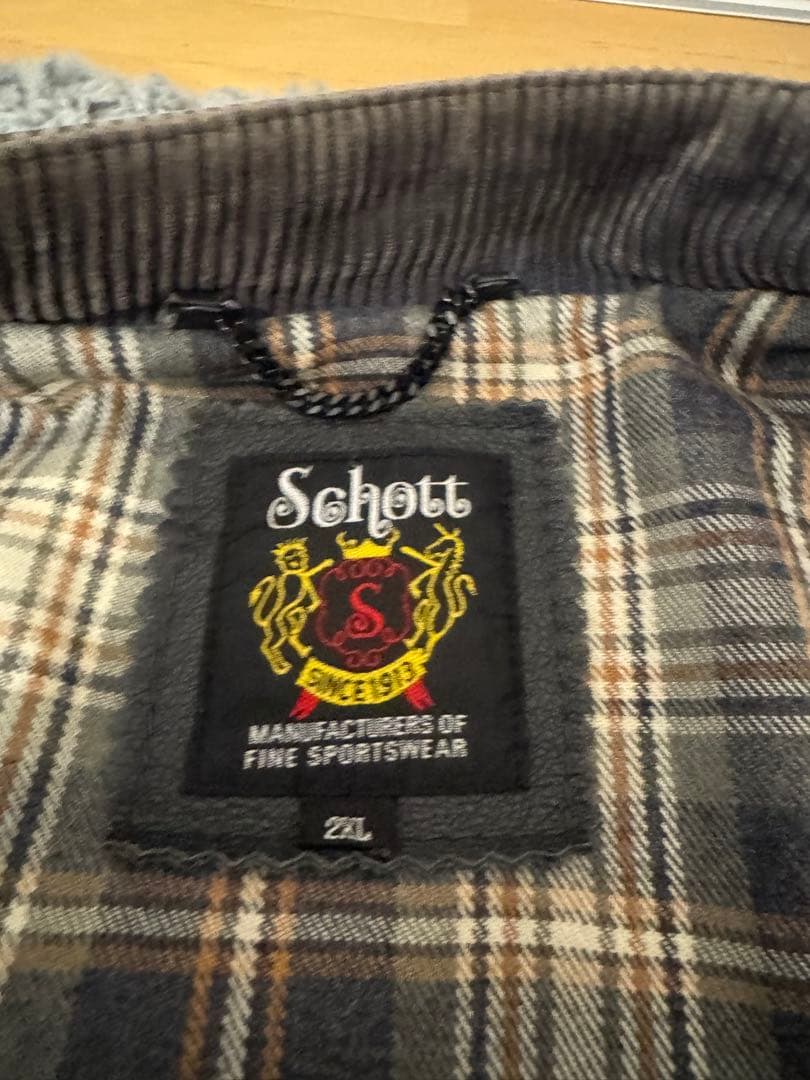 Schott
S
SINCE 1913
MANUFACTURERS OF
FINE SPORTSWEAR
2XL